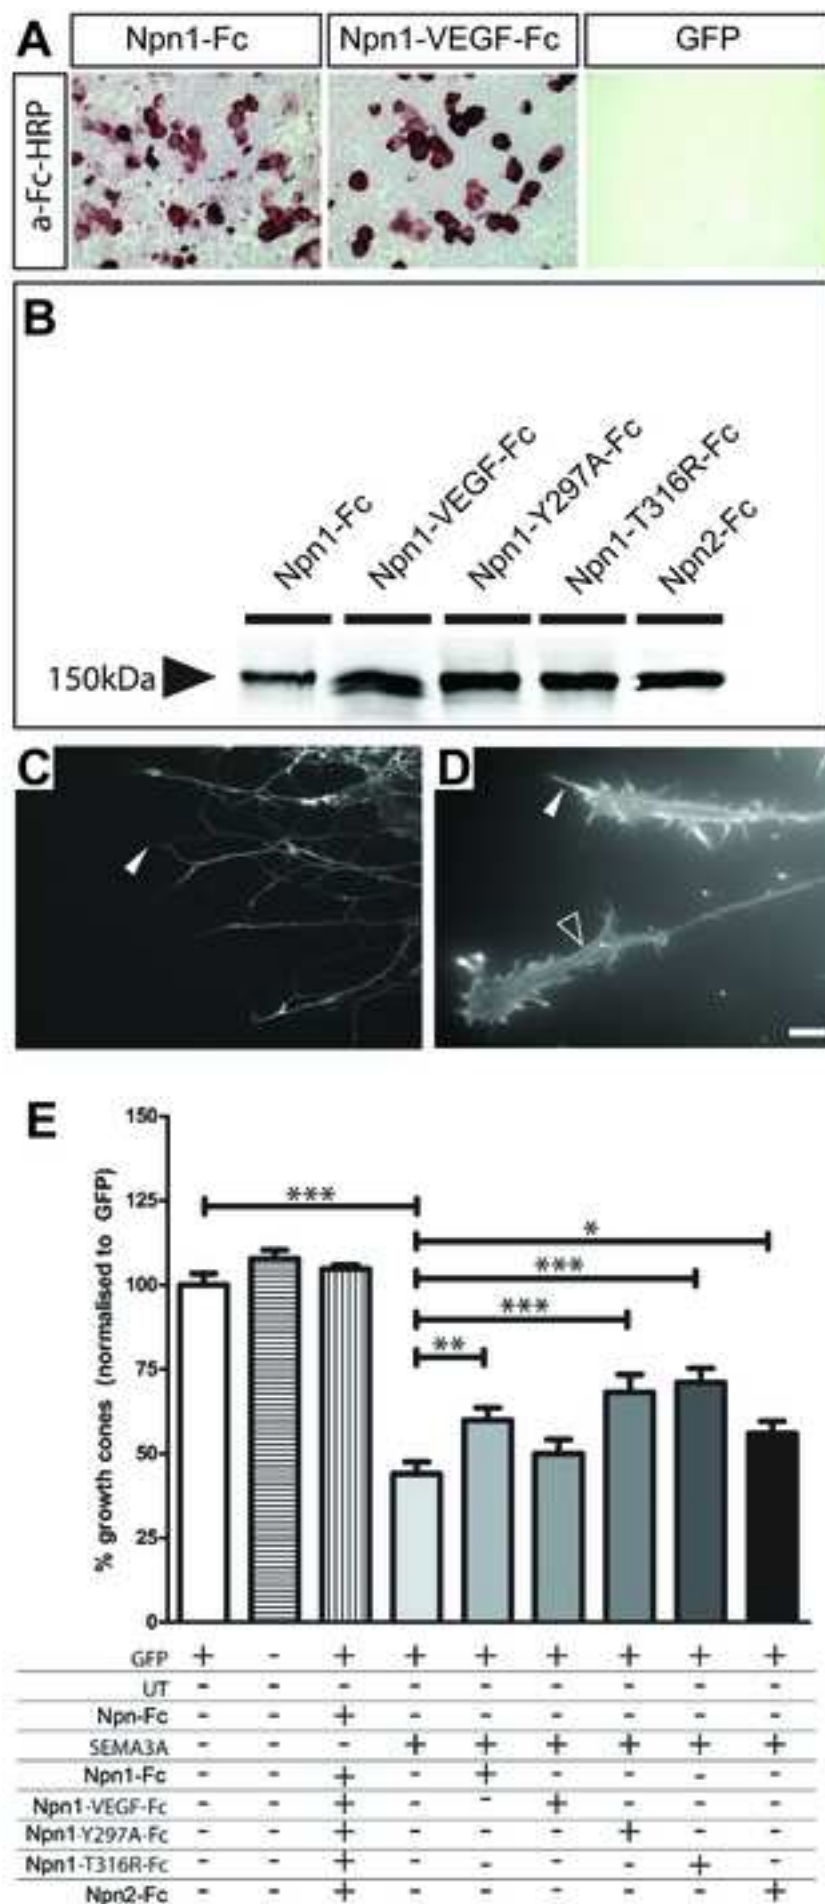 A
Npn1-Fc
Npn1-VEGF-Fc
GFP
a-Fc-HRP
B
Npn1-Fc
Npn1-VEGF-Fc
Npn1-Y297A-Fc
Npn1-T316R-Fc
Npn2-Fc
150kDa
C
D
E
% growth cones (normalised to GFP)
150
125
100
75
50
25
0
***
*
***
***
**
GFP + - + + + + + + +
UT - - - - - - - - -
Npn-Fc - - + - - - - - -
SEMA3A - - - + + + + + +
Npn1-Fc - - + - + - - - -
Npn1-VEGF-Fc - - + - - + - - -
Npn1-Y297A-Fc - - + - - - + - -
Npn1-T316R-Fc - - + - - - - + -
Npn2-Fc - - + - - - - - +